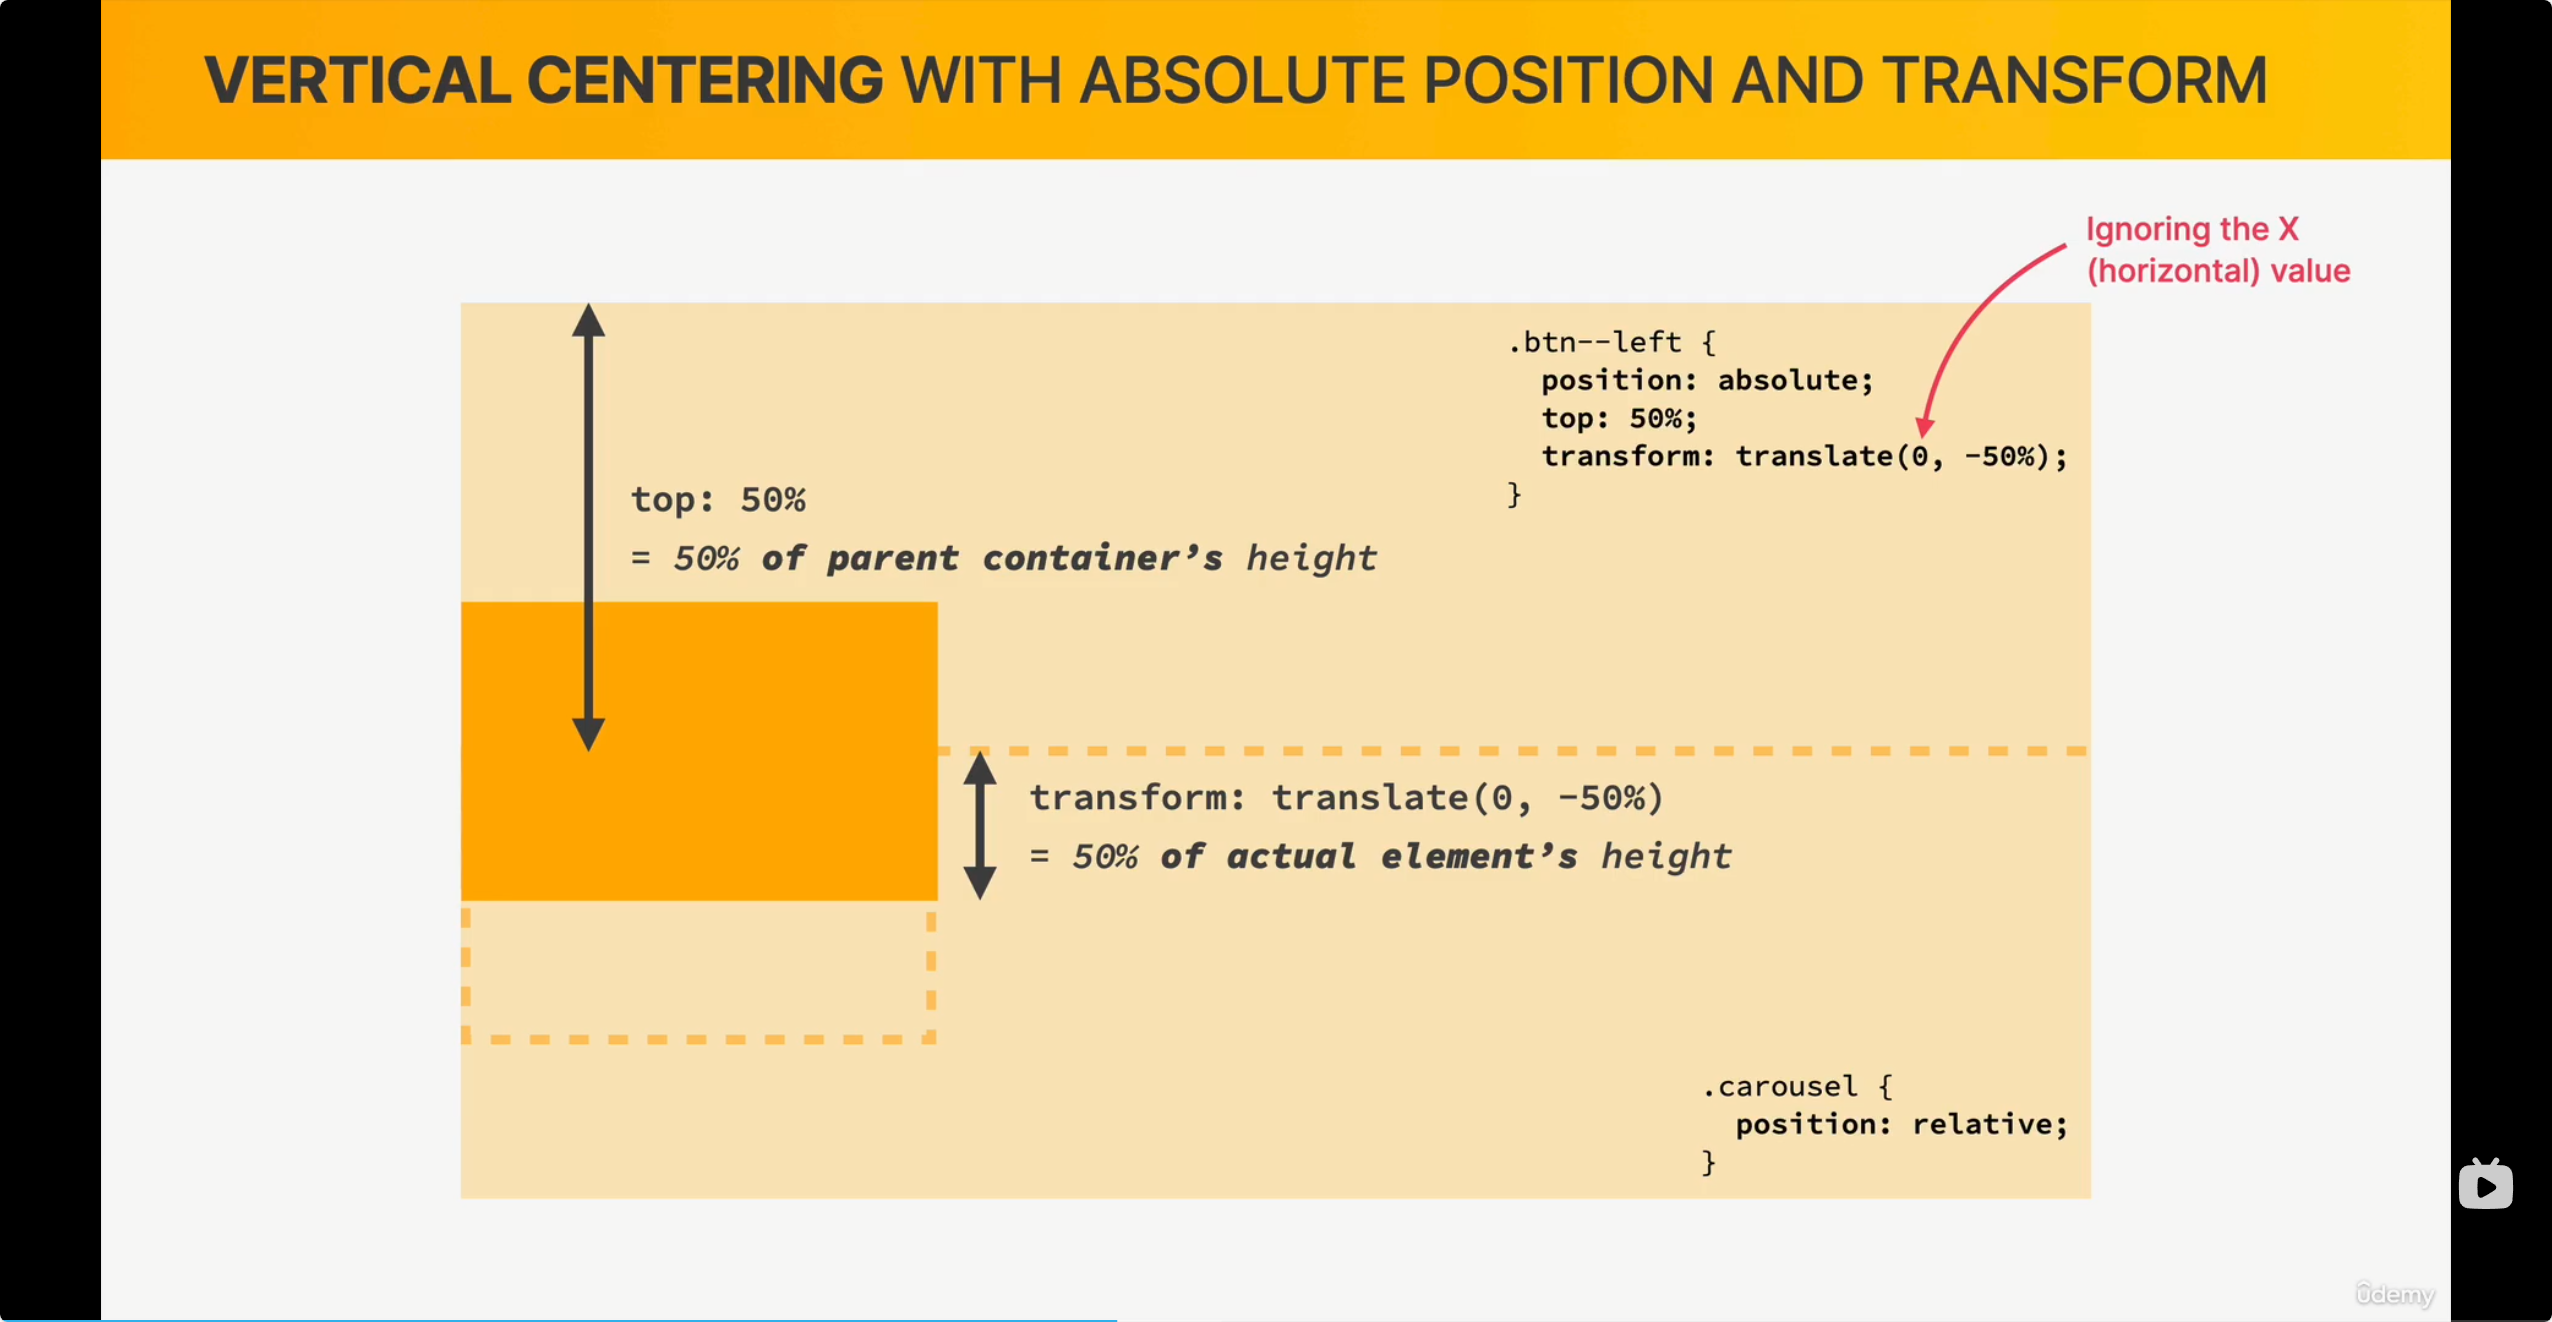 VERTICAL CENTERING WITH ABSOLUTE POSITION AND TRANSFORM
Ignoring the X
(horizontal) value
.btn--left {
position: absolute;
top: 50%;
transform: translate(0, -50%);
}
top: 50%
= 50% of parent container’s height
transform: translate(0, -50%)
= 50% of actual element’s height
.carousel {
position: relative;
}
ûdemy